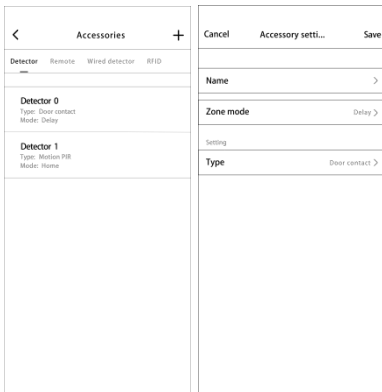 Accessories
Detector Remote Wired detector RFID
Detector 0
Type: Door contact
Mode: Delay
Detector 1
Type: Motion PIR
Mode: Home
Cancel Accessory setti... Save
Name
Zone mode Delay
Setting
Type Door contact